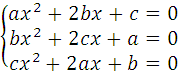 ax² + 2bx + c = 0
bx² + 2cx + a = 0
cx² + 2ax + b = 0